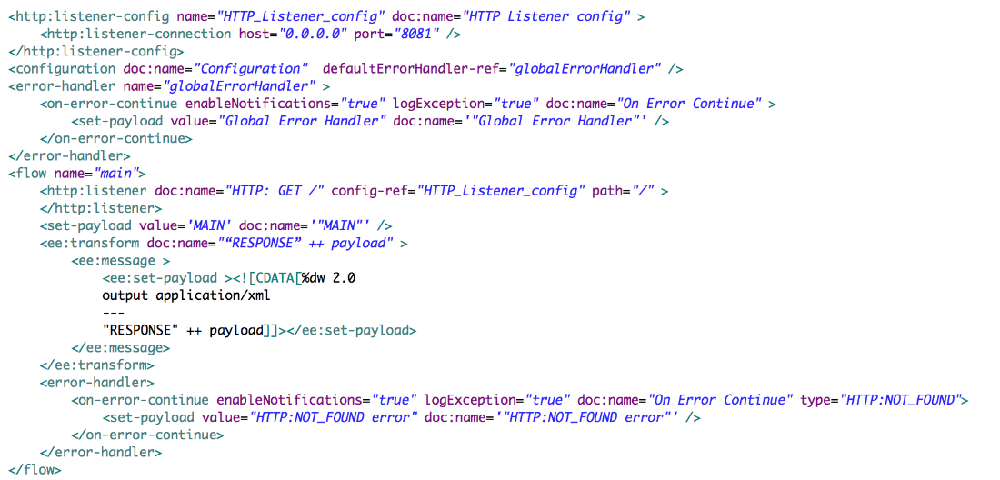 <http:listener-config name="HTTP_Listener_config" doc:name="HTTP Listener config" >
    <http:listener-connection host="0.0.0.0" port="8081" />
</http:listener-config>
<configuration doc:name="Configuration"  defaultErrorHandler-ref="globalErrorHandler" />
<error-handler name="globalErrorHandler" >
    <on-error-continue enableNotifications="true" logException="true" doc:name="On Error Continue" >
        <set-payload value="Global Error Handler" doc:name='"Global Error Handler"' />
    </on-error-continue>
</error-handler>
<flow name="main">
    <http:listener doc:name="HTTP: GET /" config-ref="HTTP_Listener_config" path="/" >
    </http:listener>
    <set-payload value='MAIN' doc:name='"MAIN"' />
    <ee:transform doc:name="“RESPONSE” ++ payload" >
        <ee:message >
            <ee:set-payload ><![CDATA[%dw 2.0
            output application/xml
            ---
            "RESPONSE" ++ payload]]></ee:set-payload>
        </ee:message>
    </ee:transform>
    <error-handler>
        <on-error-continue enableNotifications="true" logException="true" doc:name="On Error Continue" type="HTTP:NOT_FOUND">
            <set-payload value="HTTP:NOT_FOUND error" doc:name='"HTTP:NOT_FOUND error"' />
        </on-error-continue>
    </error-handler>
</flow>